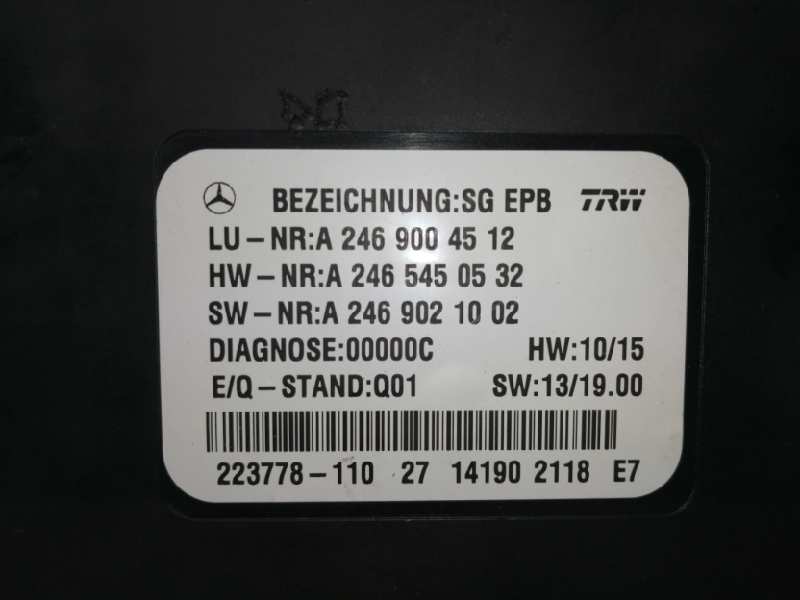 BEZEICHNUNG:SG EPB TRW
LU-NR:A 246 900 45 12
HW-NR:A 246 545 05 32
SW-NR:A 246 902 10 02
DIAGNOSE:00000C HW:10/15
E/Q-STAND:Q01 SW:13/19.00
223778-110 27 14190 2118 E7